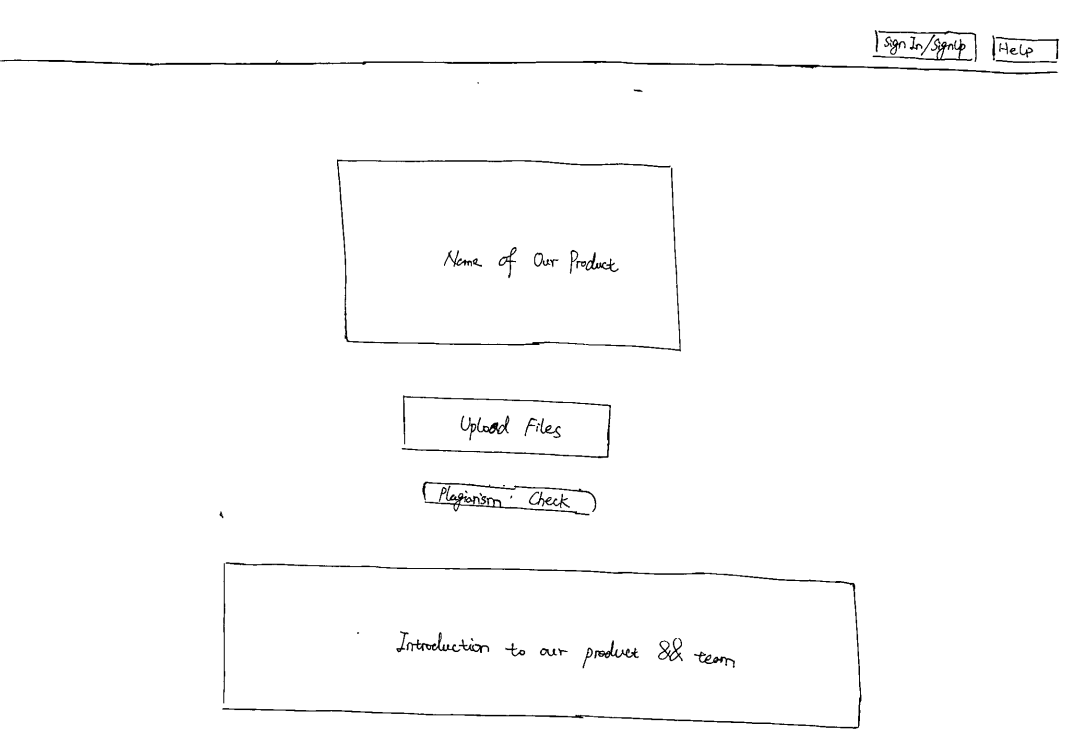 Sign In/SignUp
Help
Name of Our Product
Upload Files
Plagiarism Check
Introduction to our product && team